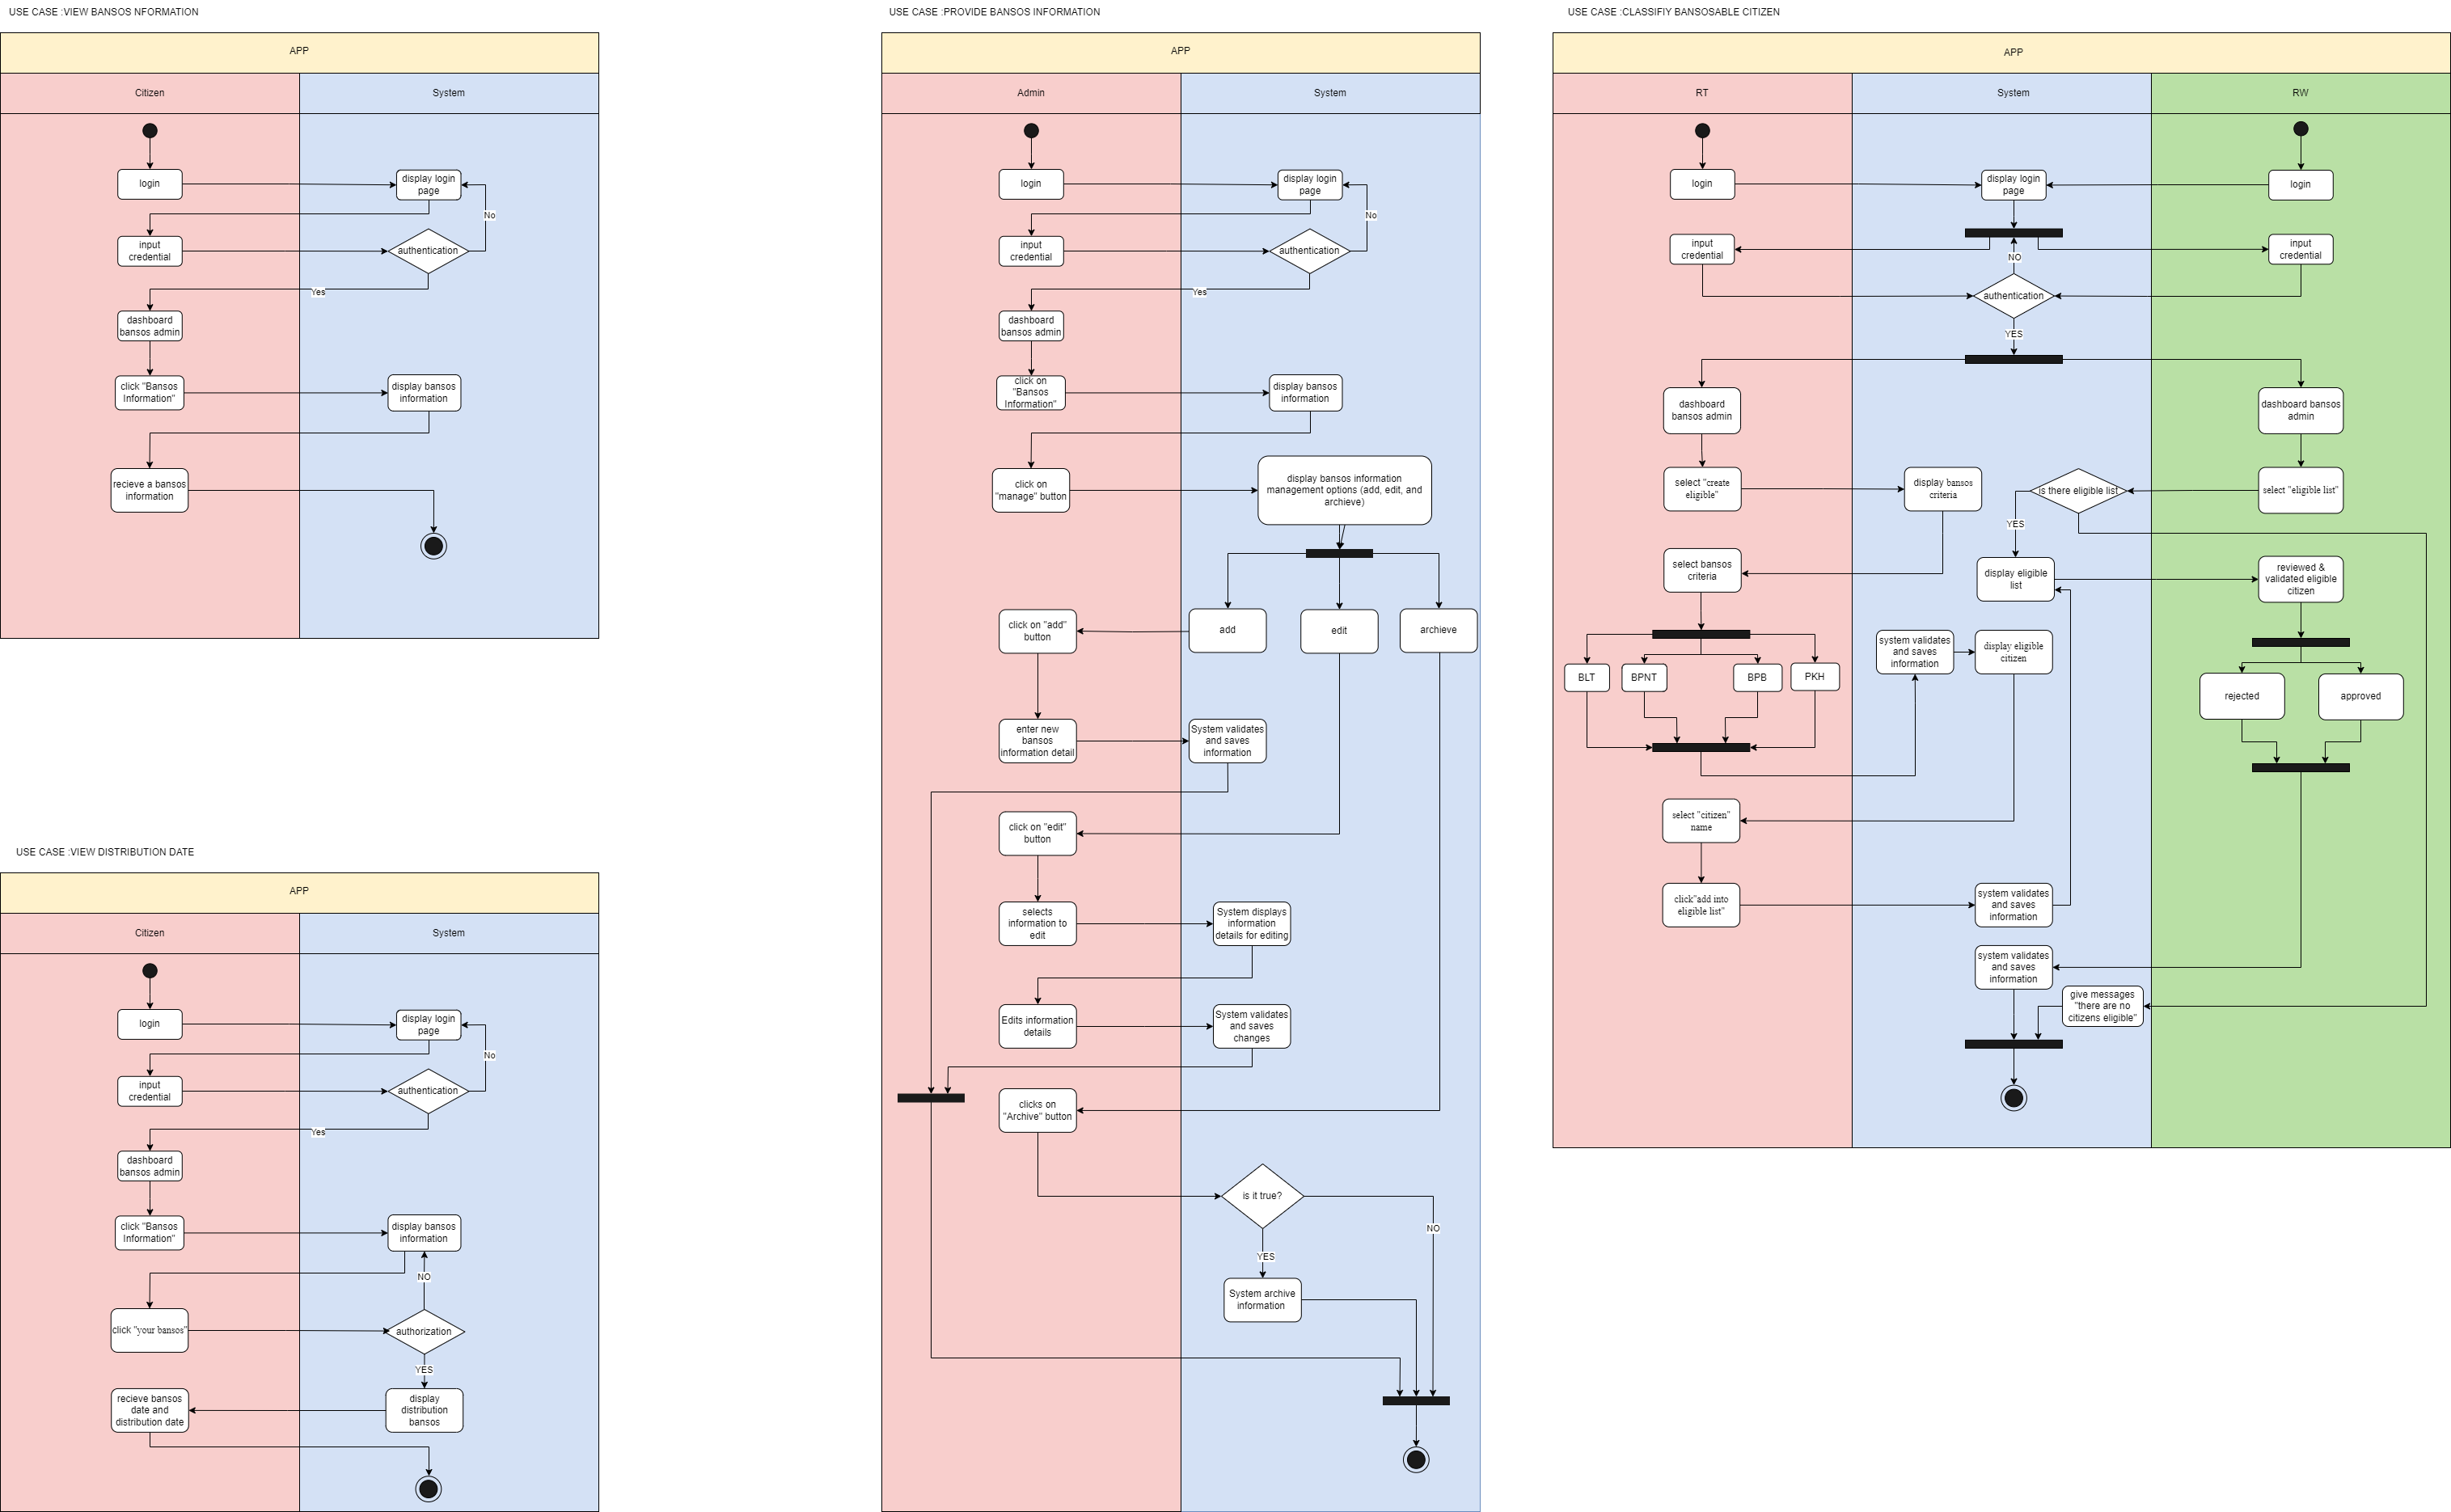 USE CASE :VIEW BANSOS NFORMATION
APP
Citizen
System
login
display login
page
No
input
credential
authentication
Yes
dashboard
bansos admin
click "Bansos
Information"
display bansos
information
recieve a bansos
information
USE CASE :VIEW DISTRIBUTION DATE
APP
Citizen
System
login
display login
page
No
input
credential
authentication
Yes
dashboard
bansos admin
click "Bansos
Information"
display bansos
information
NO
click "your bansos"
authorization
YES
recieve bansos
date and
distribution date
display
distribution
bansos
USE CASE :PROVIDE BANSOS INFORMATION
APP
Admin
System
login
display login
page
No
input
credential
authentication
Yes
dashboard
bansos admin
click on
"Bansos
Information"
display bansos
information
click on
"manage" button
display bansos information
management options (add, edit, and
archieve)
click on "add"
button
add
edit
archieve
enter new
bansos
information detail
System validates
and saves
information
click on "edit"
button
selects
information to
edit
System displays
information
details for editing
Edits information
details
System validates
and saves
changes
clicks on
"Archive" button
is it true?
NO
YES
System archive
information
USE CASE :CLASSIFIY BANSOSABLE CITIZEN
APP
RT
System
RW
login
display login
page
login
input
credential
NO
input
credential
authentication
YES
dashboard
bansos admin
dashboard bansos
admin
select "create
eligible"
display bansos
criteria
is there eligible list
select "eligible list"
YES
select bansos
criteria
display eligible
list
reviewed &
validated eligible
citizen
system validates
and saves
information
display eligible
citizen
BLT
BPNT
BPB
PKH
rejected
approved
select "citizen"
name
click"add into
eligible list"
system validates
and saves
information
system validates
and saves
information
give messages
"there are no
citizens eligible"